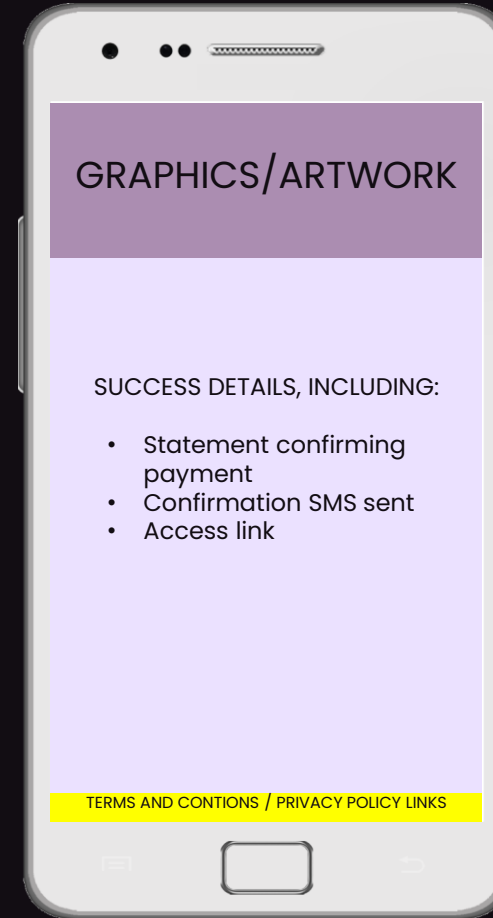 GRAPHICS/ARTWORK
SUCCESS DETAILS, INCLUDING:
• Statement confirming
payment
• Confirmation SMS sent
• Access link
TERMS AND CONTIONS / PRIVACY POLICY LINKS